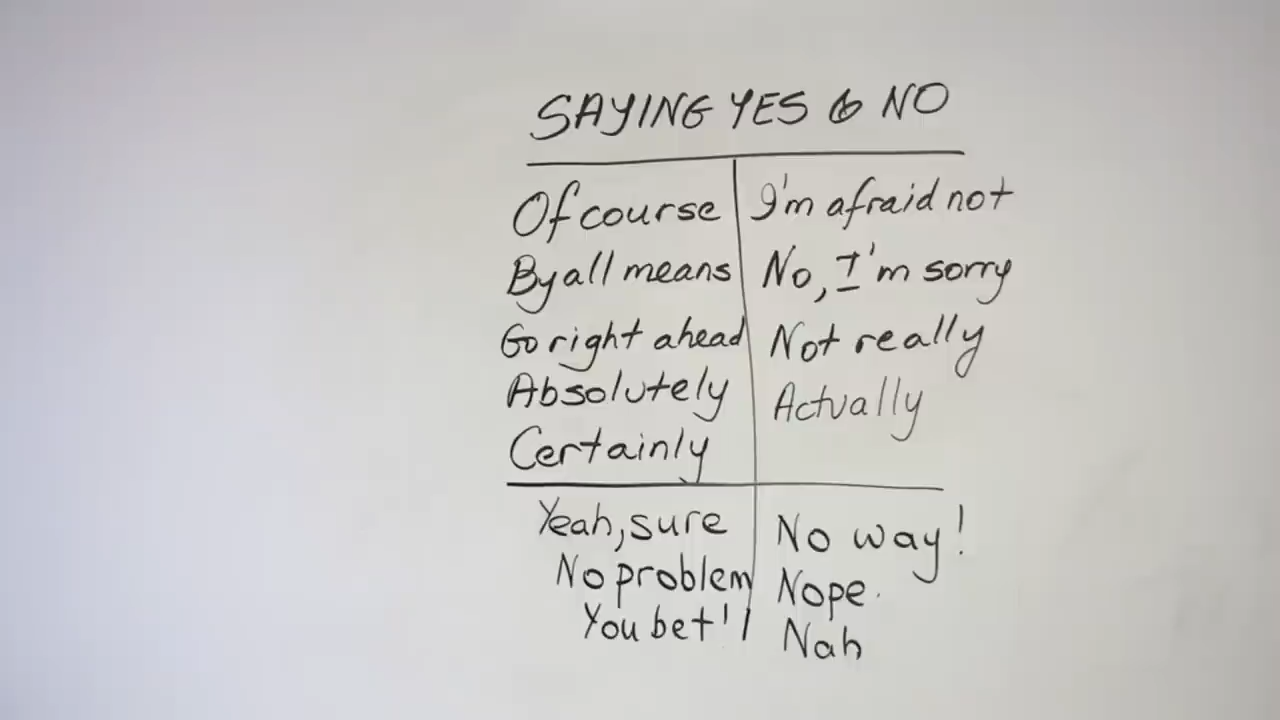 SAYING YES & NO
Of course
I'm afraid not
By all means
No, I'm sorry
Go right ahead
Not really
Absolutely
Actually
Certainly
Yeah, sure
No way!
No problem
Nope.
You bet!
Nah